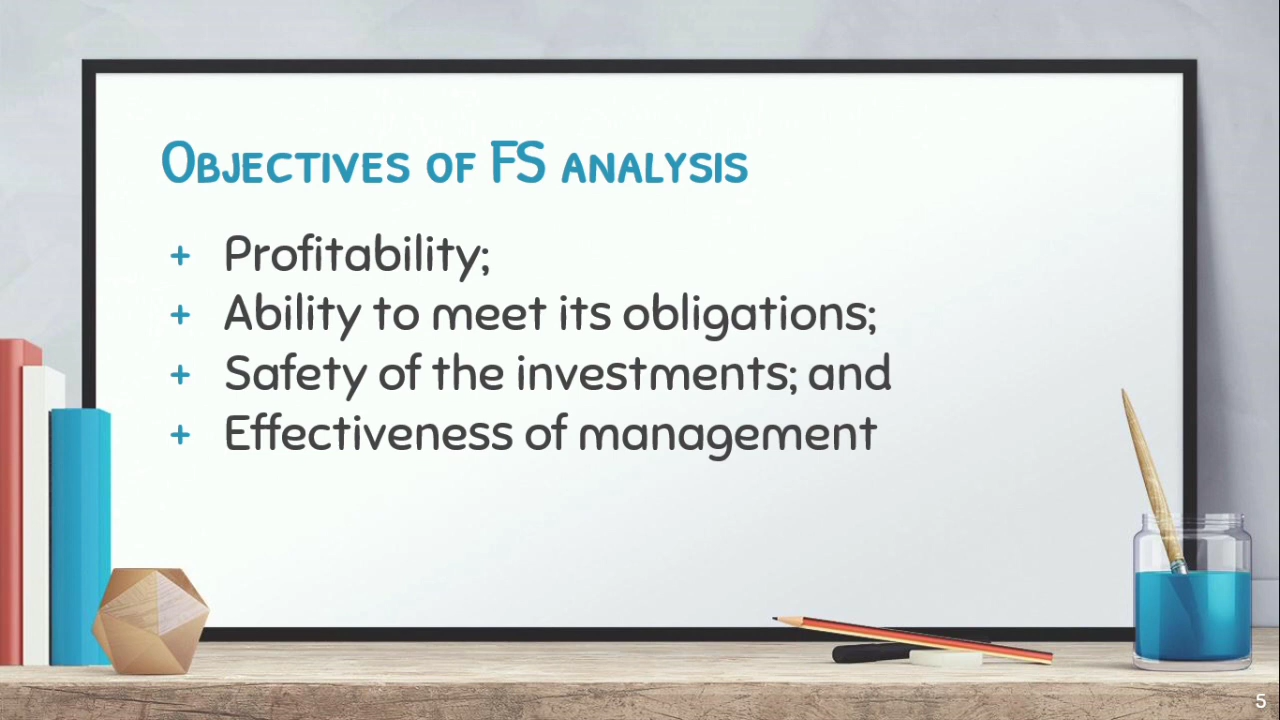 Objectives of FS analysis
+ Profitability;
+ Ability to meet its obligations;
+ Safety of the investments; and
+ Effectiveness of management
5